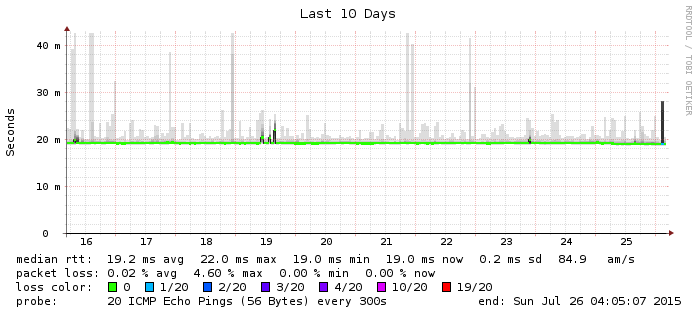 Last 10 Days
RRDTOOL / TOBI OETIKER
Seconds
40 m
30 m
20 m
10 m
0
16 17 18 19 20 21 22 23 24 25
median rtt: 19.2 ms avg 22.0 ms max 19.0 ms min 19.0 ms now 0.2 ms sd 84.9 am/s
packet loss: 0.02 % avg 4.60 % max 0.00 % min 0.00 % now
loss color: 0 1/20 2/20 3/20 4/20 10/20 19/20
probe: 20 ICMP Echo Pings (56 Bytes) every 300s end: Sun Jul 26 04:05:07 2015